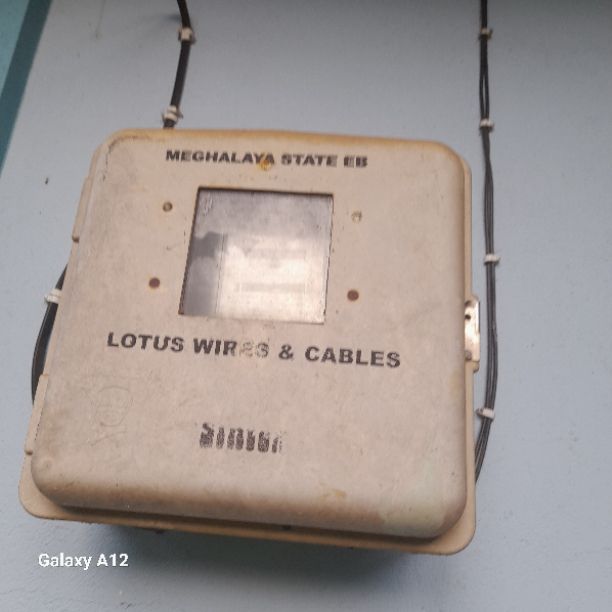 MEGHALAYA STATE EB
LOTUS WIRES & CABLES
Galaxy A12